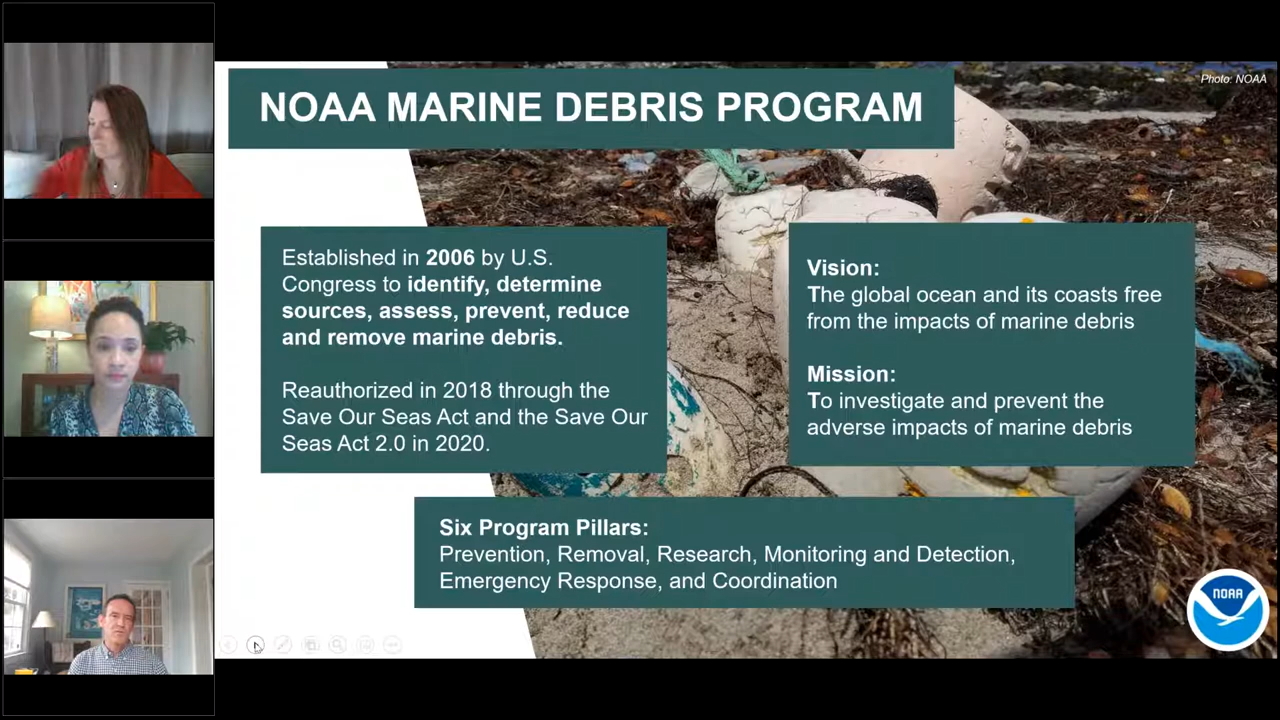 Photo: NOAA
NOAA MARINE DEBRIS PROGRAM
Established in 2006 by U.S.
Congress to identify, determine
sources, assess, prevent, reduce
and remove marine debris.
Reauthorized in 2018 through the
Save Our Seas Act and the Save Our
Seas Act 2.0 in 2020.
Vision:
The global ocean and its coasts free
from the impacts of marine debris
Mission:
To investigate and prevent the
adverse impacts of marine debris
Six Program Pillars:
Prevention, Removal, Research, Monitoring and Detection,
Emergency Response, and Coordination
NOAA